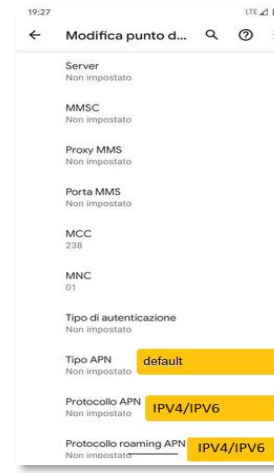 19:27 LTE
Modifica punto d...
Server
Non impostato
MMSC
Non impostato
Proxy MMS
Non impostato
Porta MMS
Non impostato
MCC
238
MNC
01
Tipo di autenticazione
Non impostato
Tipo APN default
Non impostato
Protocollo APN IPV4/IPV6
Non impostato
Protocollo roaming APN IPV4/IPV6
Non impostato